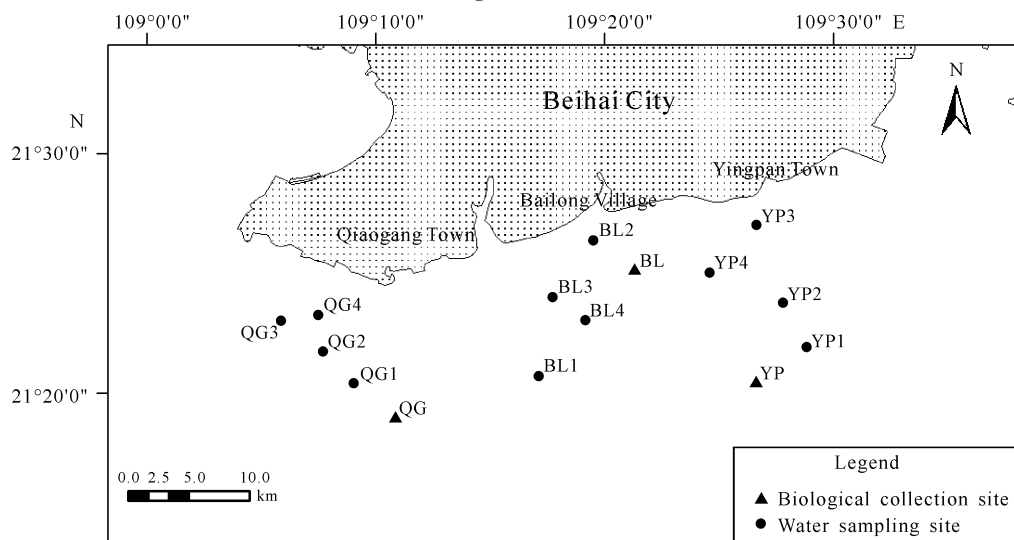 109°0'0" 109°10'0" 109°20'0" 109°30'0" E
N
N
Beihai City
21°30'0"
Yingpan Town
Bailong Village
YP3
BL2
Qiaogang Town
BL
YP4
BL3
YP2
QG4
BL4
QG3
QG2
YP1
BL1
YP
QG1
21°20'0"
QG
Legend
0.0 2.5 5.0 10.0
km
Biological collection site
Water sampling site